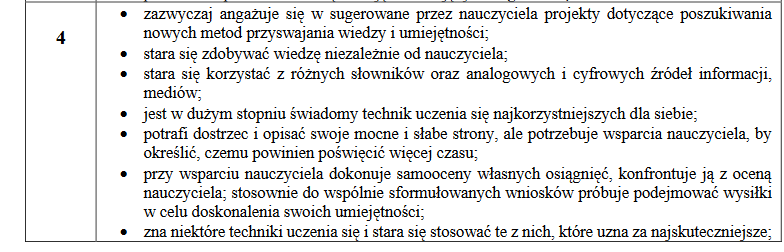 zazwyczaj angażuje się w sugerowane przez nauczyciela projekty dotyczące poszukiwania
nowych metod przyswajania wiedzy i umiejętności;
4
• stara się zdobywać wiedzę niezależnie od nauczyciela;
• stara się korzystać z różnych słowników oraz analogowych i cyfrowych źródeł informacji,
mediów;
• jest w dużym stopniu świadomy technik uczenia się najkorzystniejszych dla siebie;
• potrafi dostrzec i opisać swoje mocne i słabe strony, ale potrzebuje wsparcia nauczyciela, by
określić, czemu powinien poświęcić więcej czasu;
• przy wsparciu nauczyciela dokonuje samooceny własnych osiągnięć, konfrontuje ją z oceną
nauczyciela; stosownie do wspólnie sformułowanych wniosków próbuje podejmować wysiłki
w celu doskonalenia swoich umiejętności;
• zna niektóre techniki uczenia się i stara się stosować te z nich, które uzna za najskuteczniejsze;